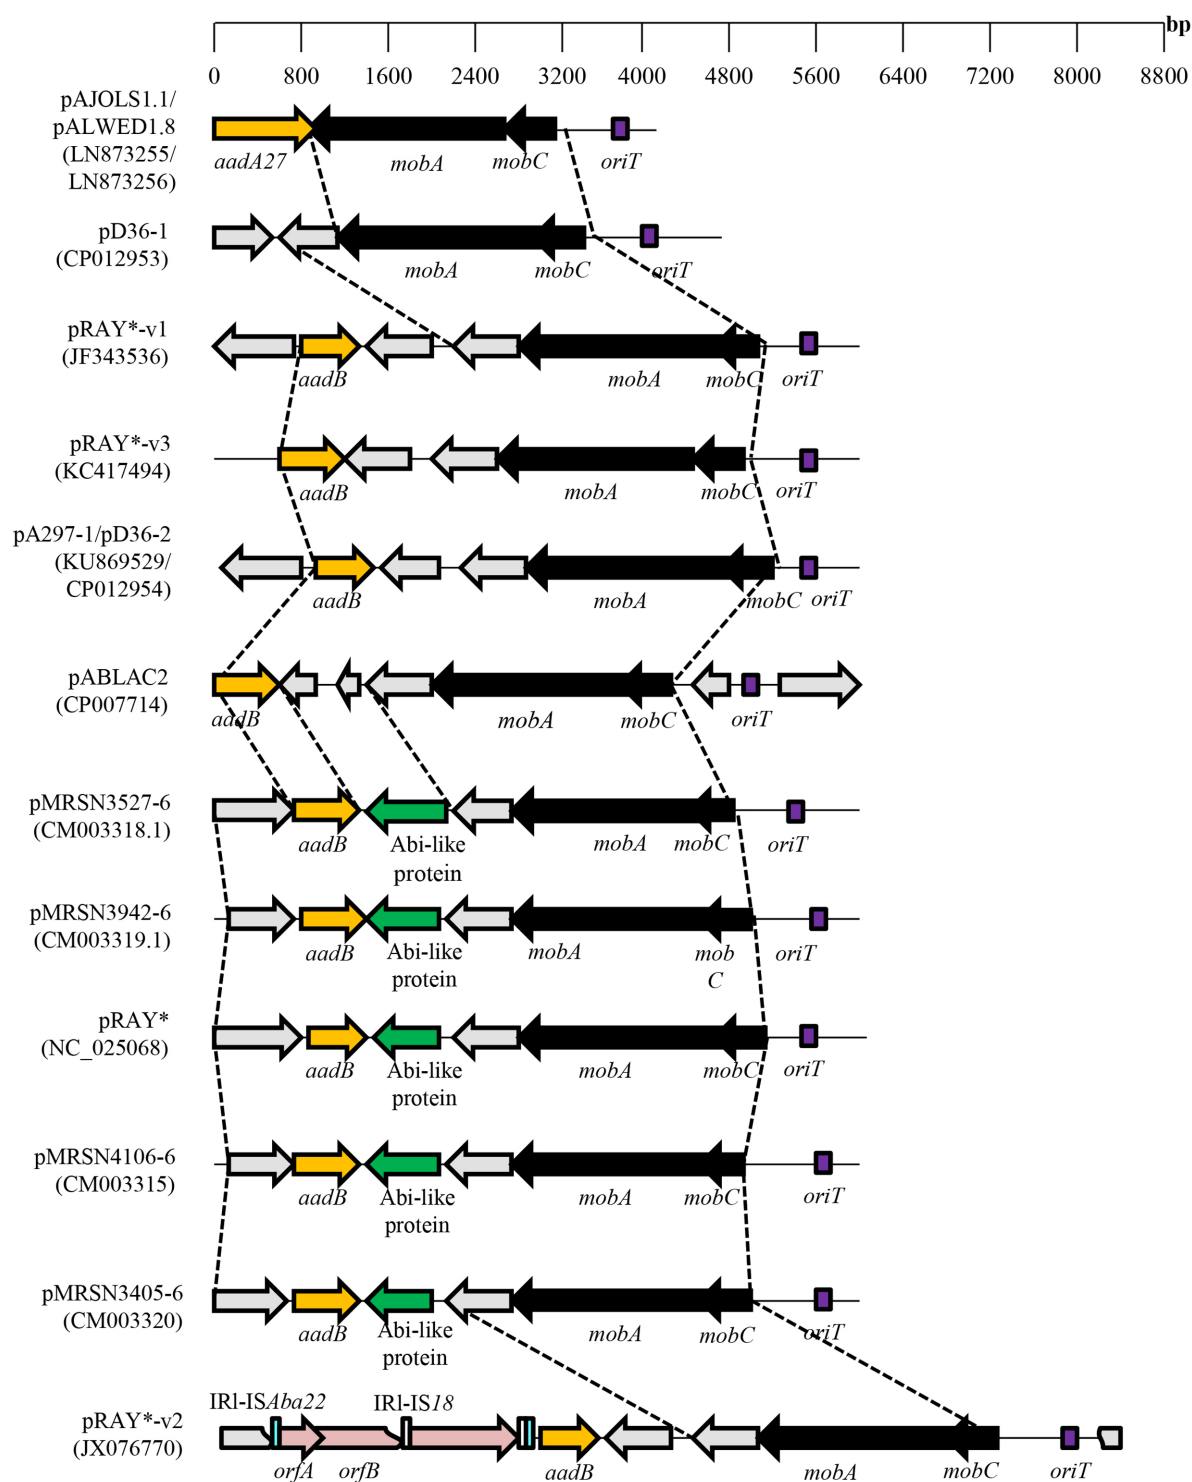 bp
0 800 1600 2400 3200 4000 4800 5600 6400 7200 8000 8800
pAJOLS1.1/
pALWED1.8
(LN873255/
LN873256)
aadA27 mobA mobC oriT
pD36-1
(CP012953)
mobA mobC oriT
pRAY*-v1
(JF343536)
aadB mobA mobC oriT
pRAY*-v3
(KC417494)
aadB mobA mobC oriT
pA297-1/pD36-2
(KU869529/
CP012954)
aadB mobA mobC oriT
pABLAC2
(CP007714)
aadB mobA mobC oriT
pMRSN3527-6
(CM003318.1)
aadB Abi-like mobA mobC oriT
protein
pMRSN3942-6
(CM003319.1)
aadB Abi-like mobA mob oriT
protein C
pRAY*
(NC_025068)
aadB Abi-like mobA mobC oriT
protein
pMRSN4106-6
(CM003315)
aadB Abi-like mobA mobC oriT
protein
pMRSN3405-6
(CM003320)
aadB Abi-like mobA mobC oriT
protein
IRl-ISAba22 IRl-IS18
pRAY*-v2
(JX076770)
orfA orfB aadB mobA mobC oriT